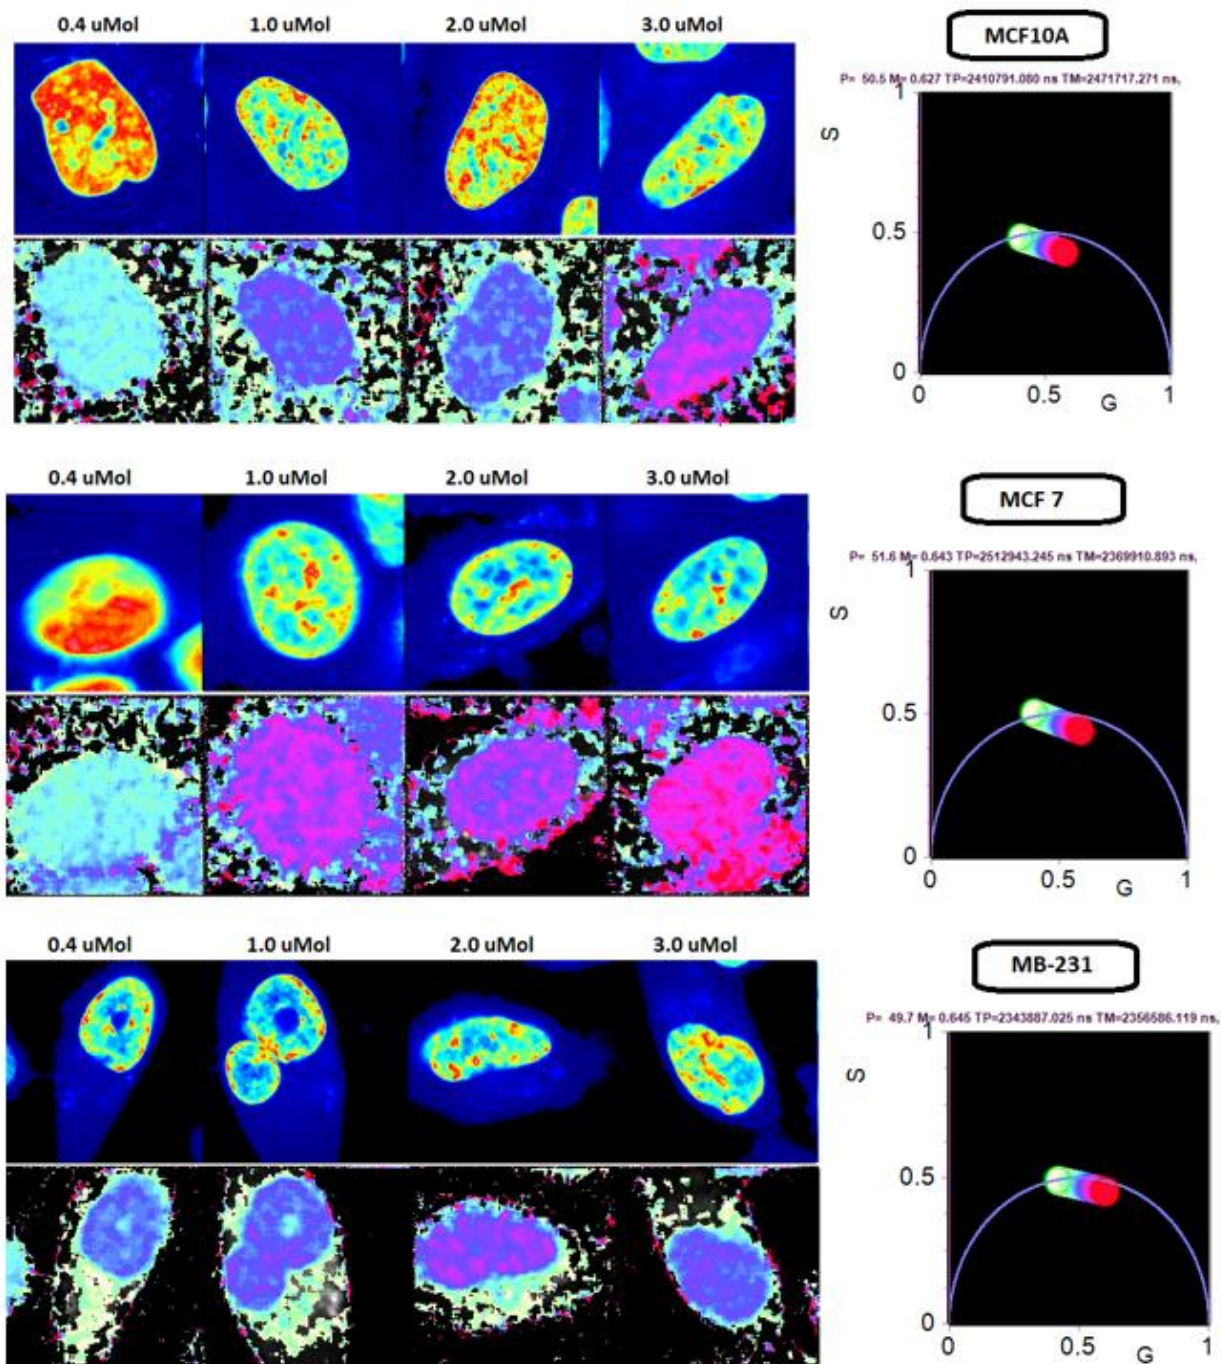 0.4 uMol 1.0 uMol 2.0 uMol 3.0 uMol
MCF10A
P= 50.5 M= 0.627 TP=2410791.080 ns TM=2471717.271 ns,
1
S
0.5
0
0 0.5 G 1
0.4 uMol 1.0 uMol 2.0 uMol 3.0 uMol
MCF 7
P= 51.6 M= 0.643 TP=2512943.245 ns TM=2369910.893 ns,
1
S
0.5
0
0 0.5 G 1
0.4 uMol 1.0 uMol 2.0 uMol 3.0 uMol
MB-231
P= 49.7 M= 0.645 TP=2343887.025 ns TM=2356586.119 ns,
1
S
0.5
0
0 0.5 G 1